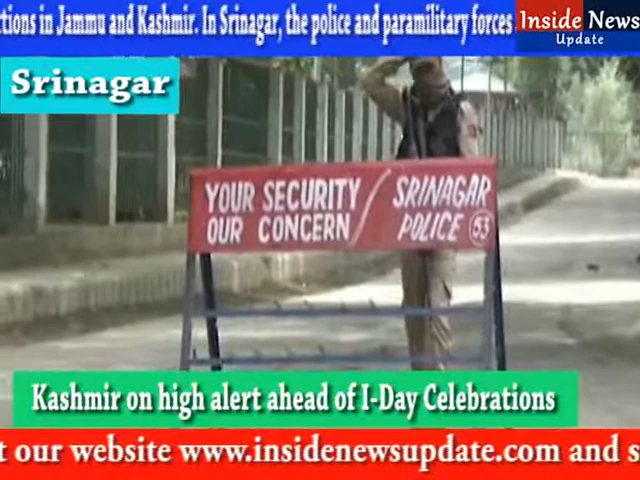 ctions in Jammu and Kashmir. In Srinagar, the police and paramilitary forces
Inside News
Update
Srinagar
YOUR SECURITY / SRINAGAR
OUR CONCERN / POLICE 53
Kashmir on high alert ahead of I-Day Celebrations
t our website www.insidenewsupdate.com and s